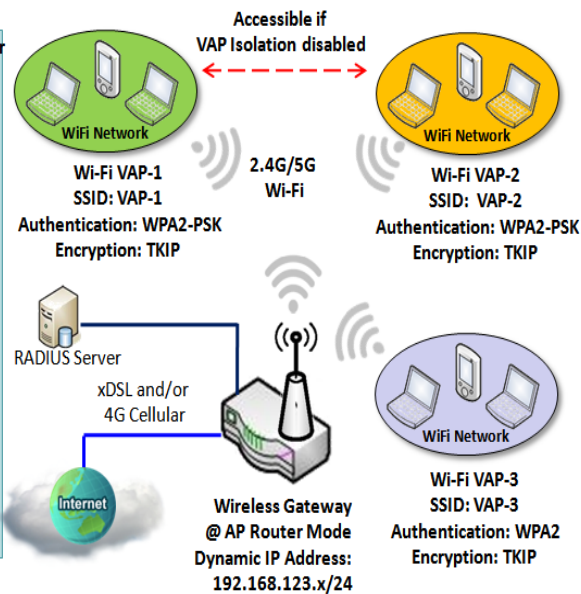 Accessible if
VAP Isolation disabled
r
WiFi Network
WiFi Network
Wi-Fi VAP-1
SSID: VAP-1
Authentication: WPA2-PSK
Encryption: TKIP
2.4G/5G
Wi-Fi
Wi-Fi VAP-2
SSID: VAP-2
Authentication: WPA2-PSK
Encryption: TKIP
RADIUS Server
xDSL and/or
4G Cellular
Internet
Wireless Gateway
@ AP Router Mode
Dynamic IP Address:
192.168.123.x/24
WiFi Network
Wi-Fi VAP-3
SSID: VAP-3
Authentication: WPA2
Encryption: TKIP